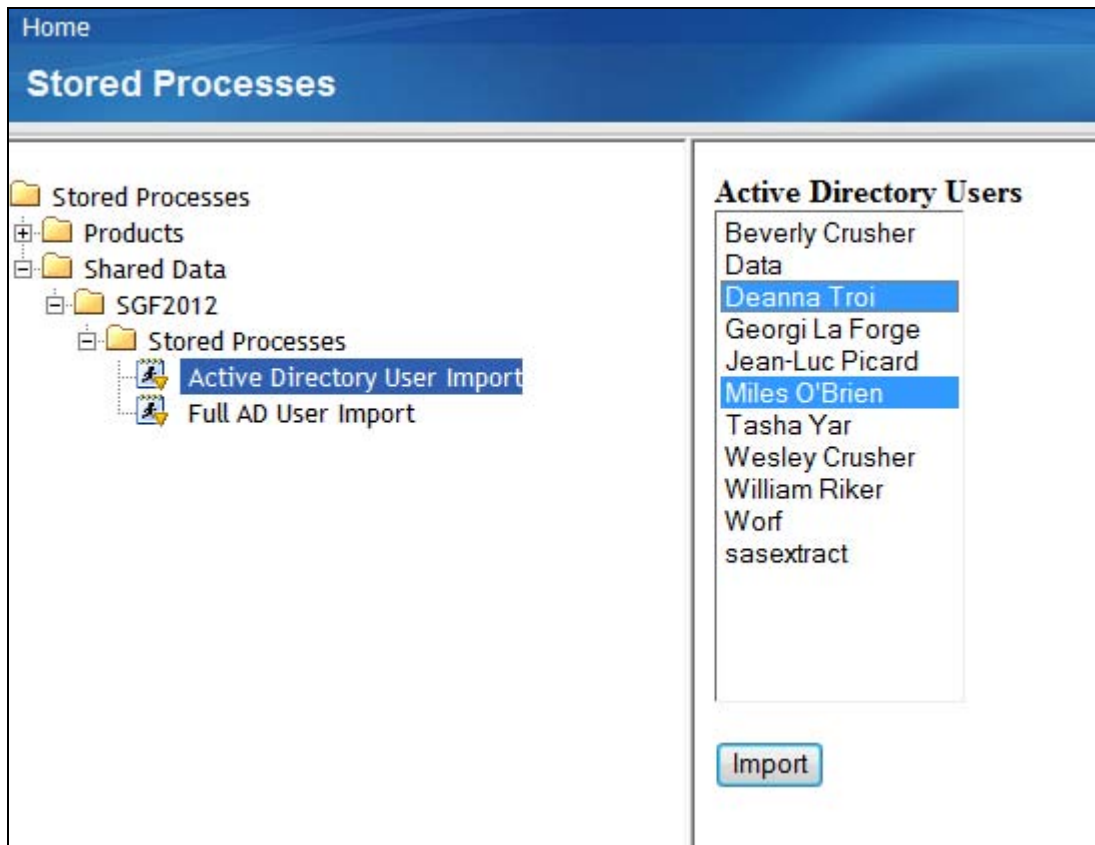 Home
Stored Processes
Stored Processes
Products
Shared Data
SGF2012
Stored Processes
Active Directory User Import
Full AD User Import
Active Directory Users
Beverly Crusher
Data
Deanna Troi
Georgi La Forge
Jean-Luc Picard
Miles O'Brien
Tasha Yar
Wesley Crusher
William Riker
Worf
sasextract
Import